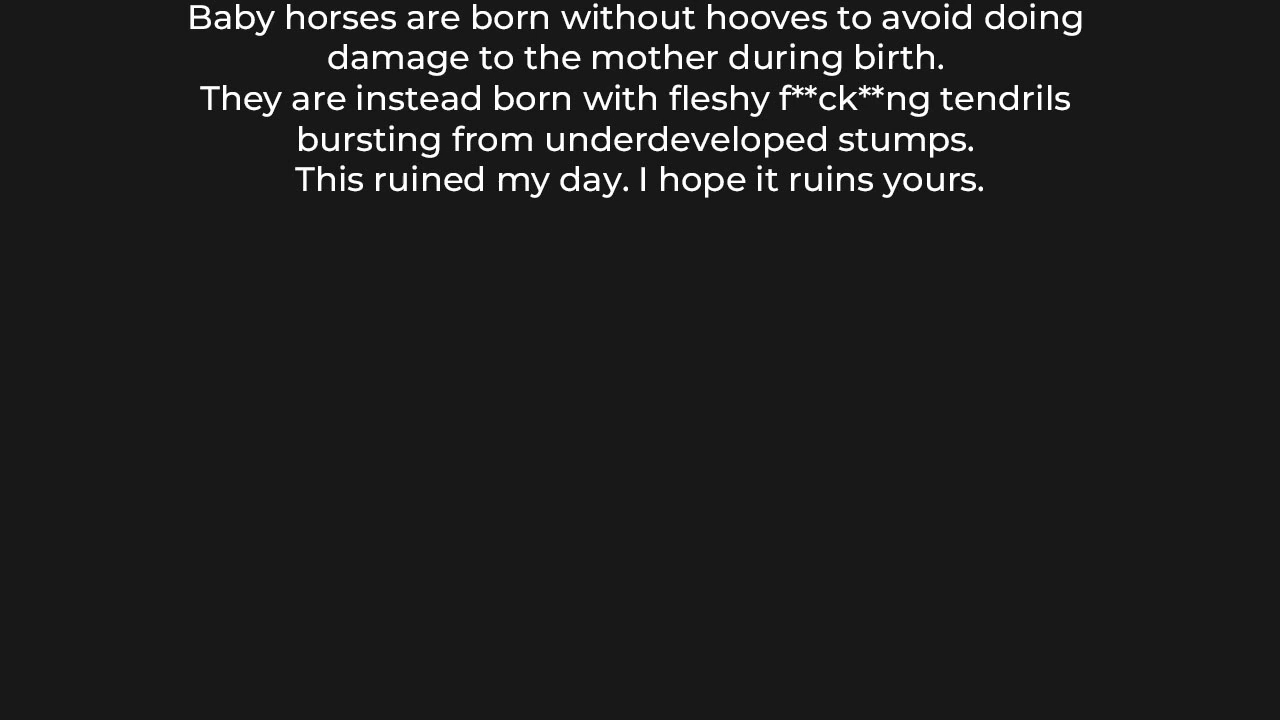 Baby horses are born without hooves to avoid doing
damage to the mother during birth.
They are instead born with fleshy f**ck**ng tendrils
bursting from underdeveloped stumps.
This ruined my day. I hope it ruins yours.